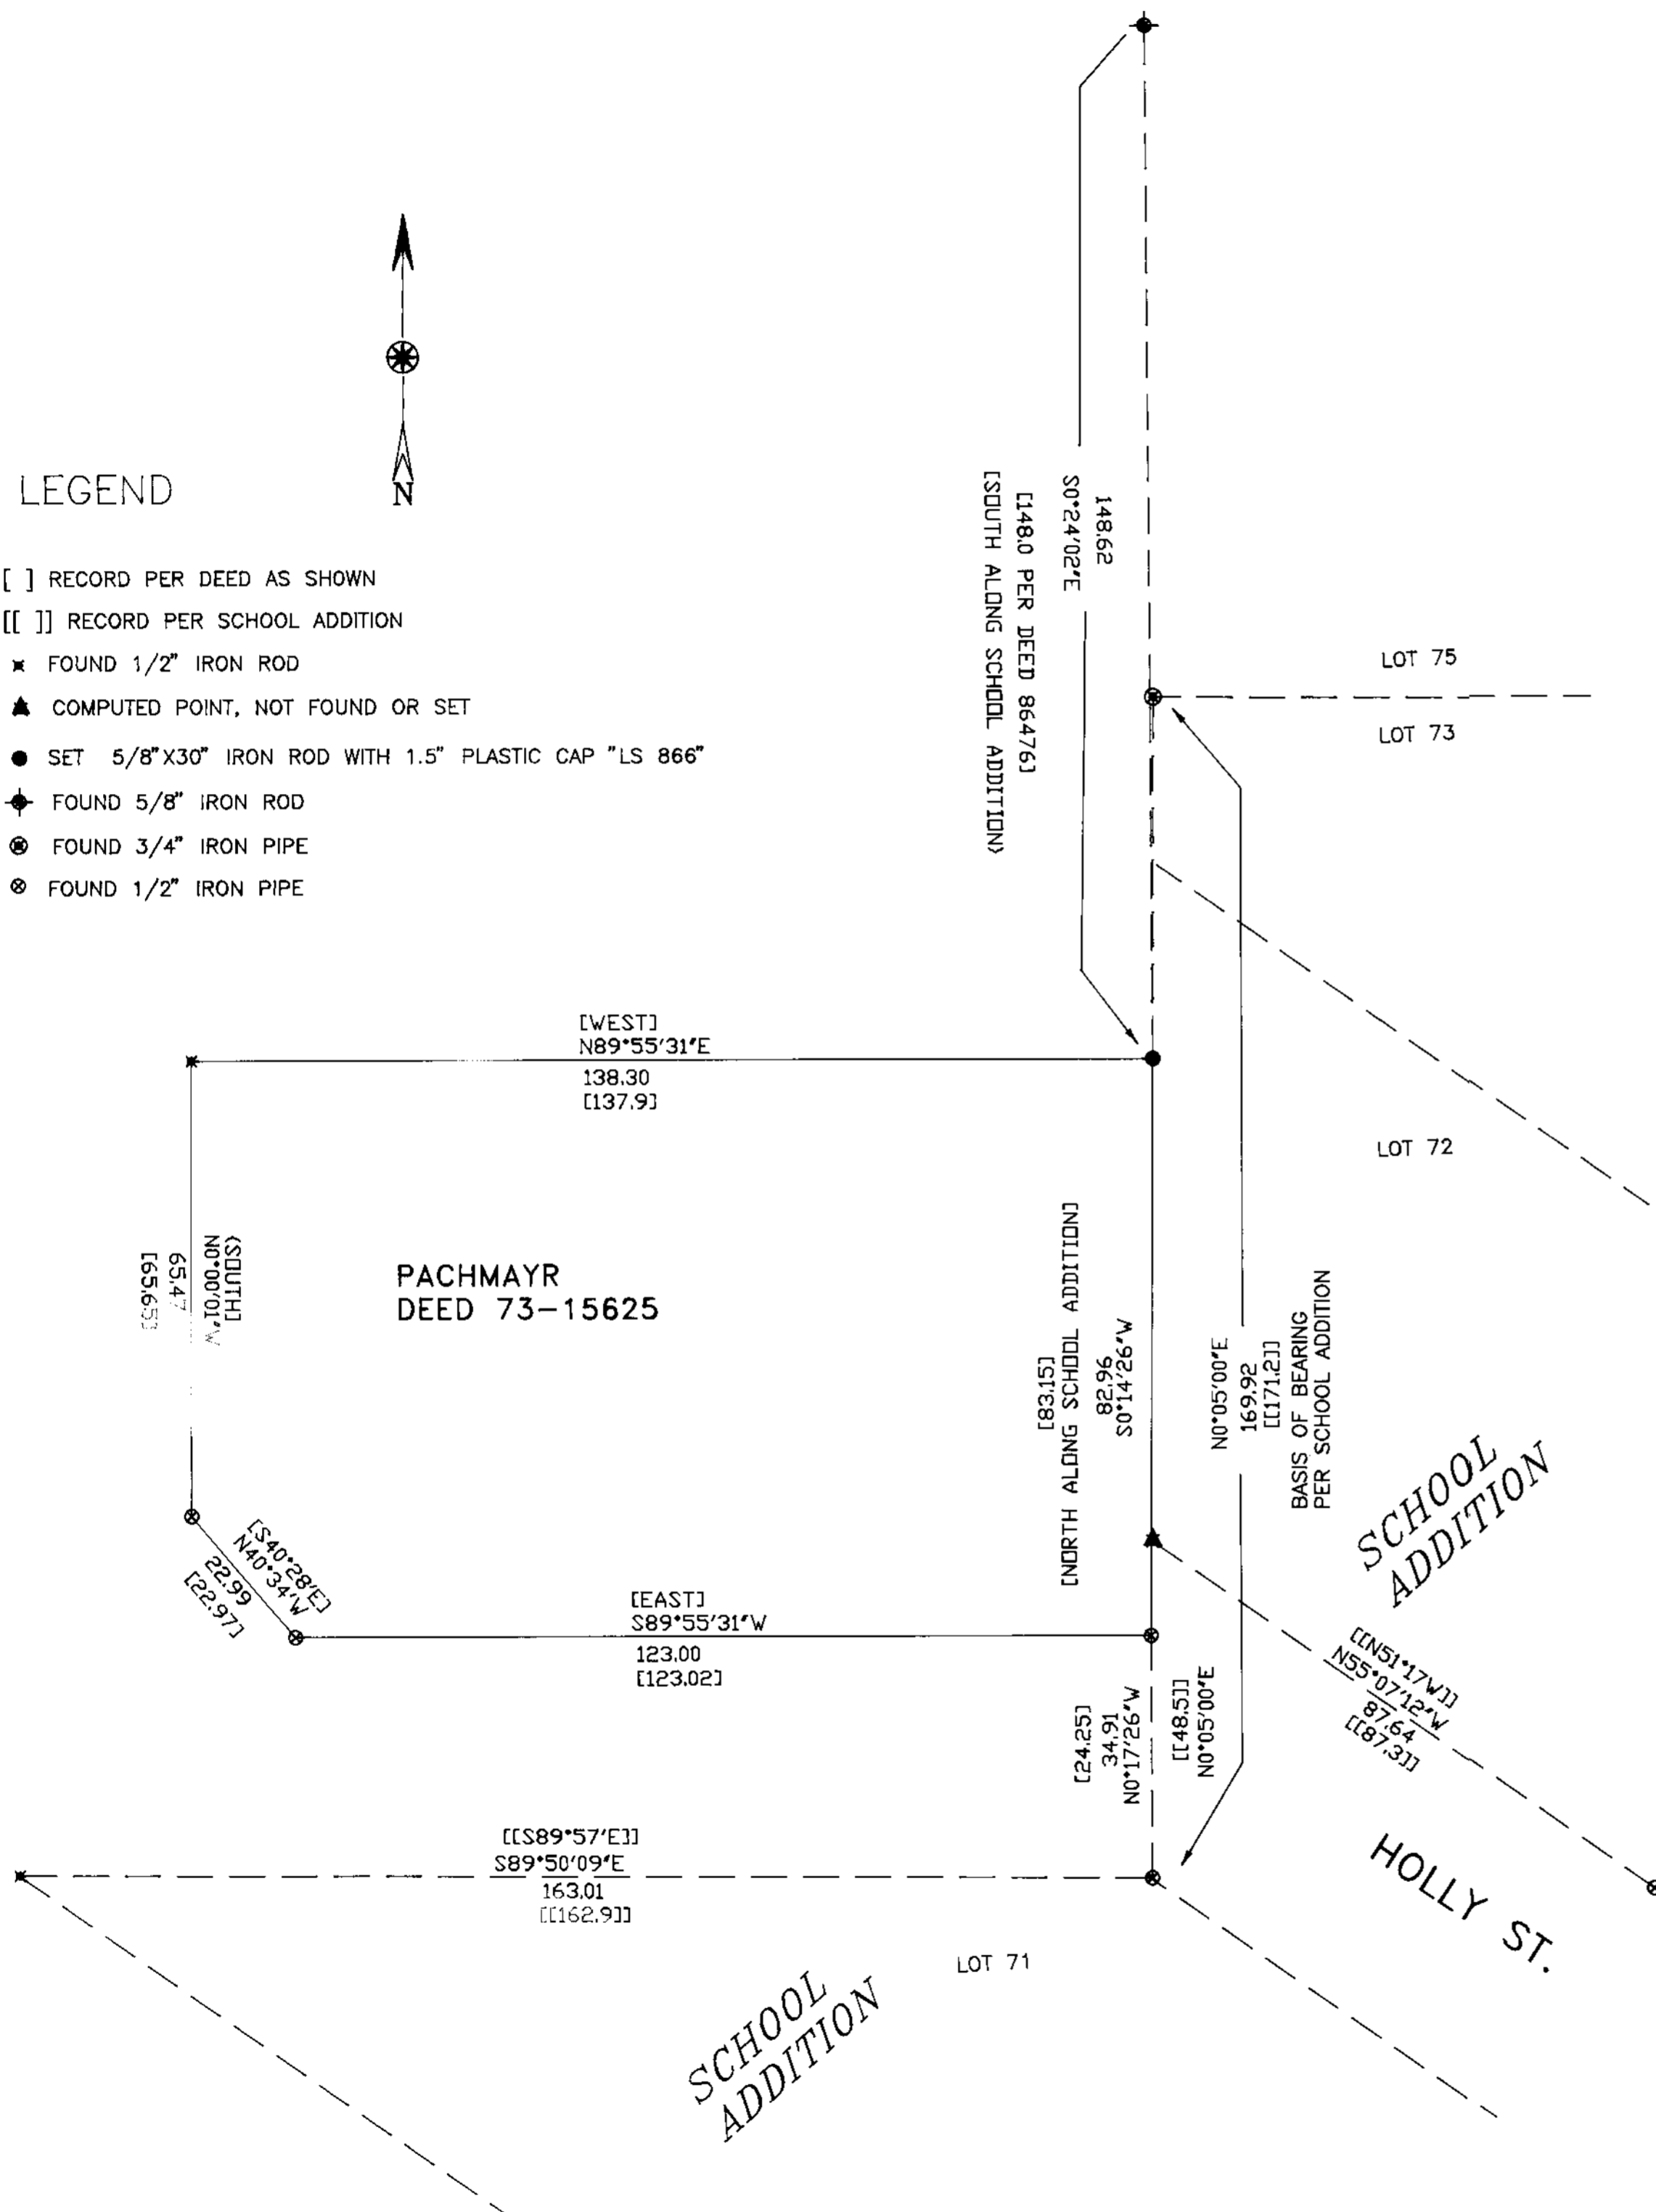 LEGEND
N
[ ] RECORD PER DEED AS SHOWN
[[ ]] RECORD PER SCHOOL ADDITION
FOUND 1/2" IRON ROD
COMPUTED POINT, NOT FOUND OR SET
SET 5/8"X30" IRON ROD WITH 1.5" PLASTIC CAP "LS 866"
FOUND 5/8" IRON ROD
FOUND 3/4" IRON PIPE
FOUND 1/2" IRON PIPE
148.62
S0°24'02"E
[148.0 PER DEED 86476]
[SOUTH ALONG SCHOOL ADDITION)
LOT 75
LOT 73
LOT 72
[WEST]
N89°55'31"E
138.30
[137.9]
(SOUTH]
N0°00'01"W
65.47
[65.65]
PACHMAYR
DEED 73-15625
[83.15]
[NORTH ALONG SCHOOL ADDITION]
82.96
S0°14'26"W
N0°05'00"E
169.92
[[171.2]]
BASIS OF BEARING
PER SCHOOL ADDITION
SCHOOL
ADDITION
[S40°28'E]
N40°34'W
22.99
[22.97]
[EAST]
S89°55'31"W
123.00
[123.02]
[24.25]
34.91
N0°17'26"W
[[48.5]]
N0°05'00"E
[[N51°17W]]
N55°07'12"W
87.64
[[87.3]]
HOLLY ST.
[[S89°57'E]]
S89°50'09"E
163.01
[[162.9]]
LOT 71
SCHOOL
ADDITION